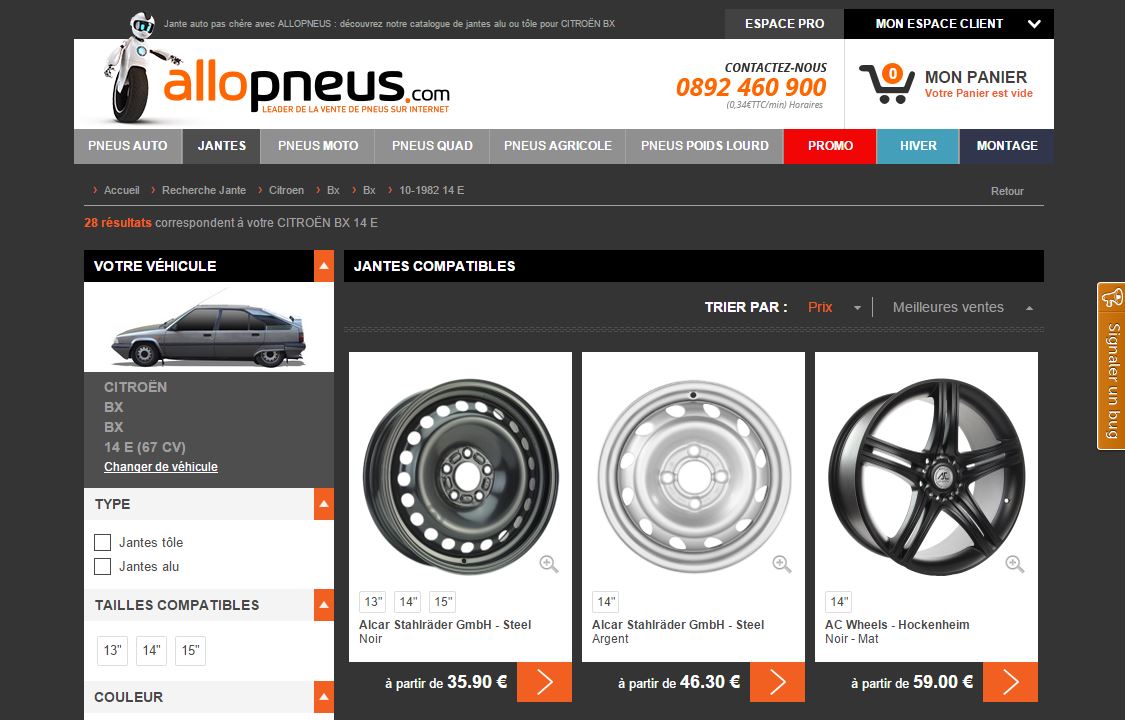 Jante auto pas chère avec ALLOPNEUS : découvrez notre catalogue de jantes alu ou tôle pour CITROËN BX
ESPACE PRO
MON ESPACE CLIENT
allopneus.com
LEADER DE LA VENTE DE PNEUS SUR INTERNET
CONTACTEZ-NOUS
0892 460 900
(0,34€TTC/min) Horaires
0
MON PANIER
Votre Panier est vide
PNEUS AUTO
JANTES
PNEUS MOTO
PNEUS QUAD
PNEUS AGRICOLE
PNEUS POIDS LOURD
PROMO
HIVER
MONTAGE
› Accueil › Recherche Jante › Citroen › Bx › Bx › 10-1982 14 E
Retour
28 résultats correspondent à votre CITROËN BX 14 E
VOTRE VÉHICULE
CITROËN
BX
BX
14 E (67 CV)
Changer de véhicule
TYPE
Jantes tôle
Jantes alu
TAILLES COMPATIBLES
13" 14" 15"
COULEUR
JANTES COMPATIBLES
TRIER PAR : Prix Meilleures ventes
13" 14" 15"
Alcar Stahlräder GmbH - Steel
Noir
à partir de 35.90 €
14"
Alcar Stahlräder GmbH - Steel
Argent
à partir de 46.30 €
14"
AC Wheels - Hockenheim
Noir - Mat
à partir de 59.00 €
Signaler un bug